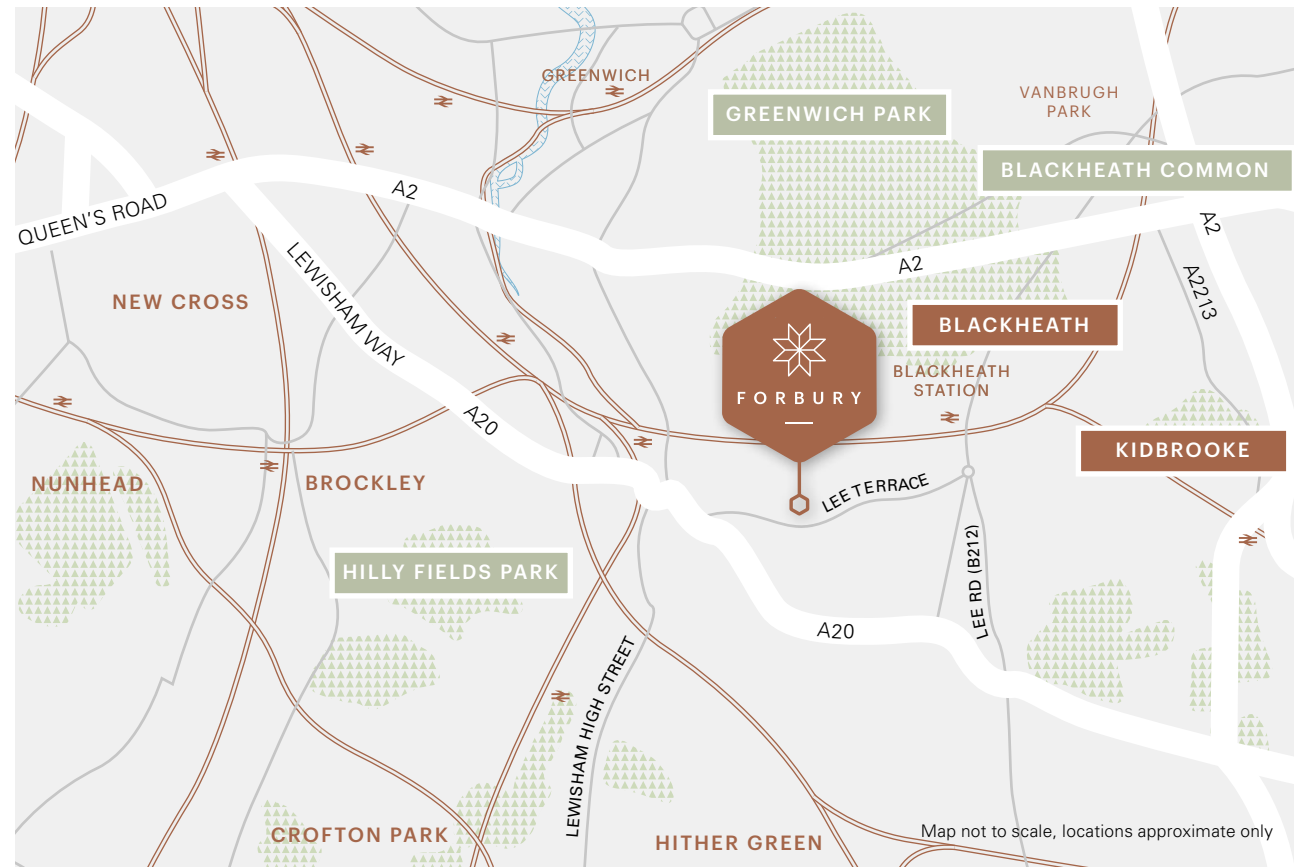 GREENWICH
GREENWICH PARK
VANBRUGH
PARK
BLACKHEATH COMMON
QUEEN'S ROAD
A2
A2
A2
A2213
NEW CROSS
LEWISHAM WAY
BLACKHEATH
BLACKHEATH
STATION
FORBURY
A20
KIDBROOKE
NUNHEAD
BROCKLEY
LEE TERRACE
HILLY FIELDS PARK
LEE RD (B212)
A20
LEWISHAM HIGH STREET
CROFTON PARK
HITHER GREEN
Map not to scale, locations approximate only